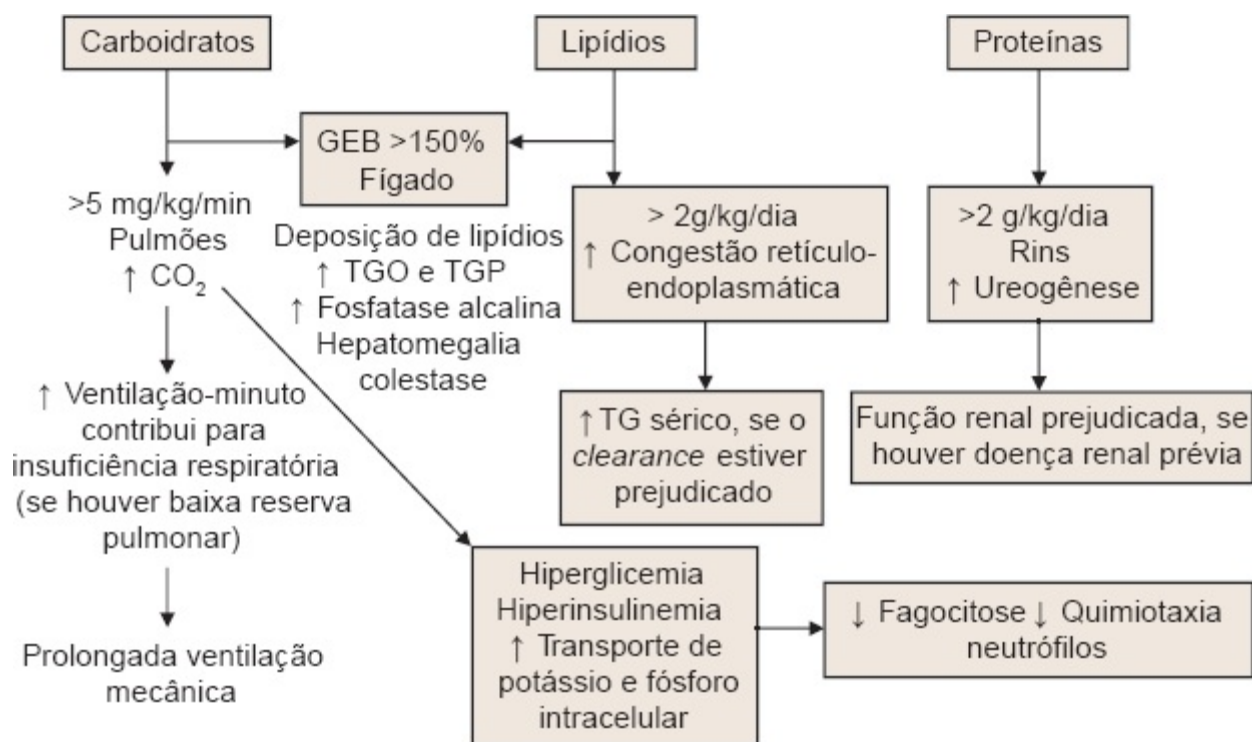 Carboidratos
Lipídios
Proteínas
GEB >150%
Fígado
>5 mg/kg/min
Pulmões
↑ CO₂
Deposição de lipídios
↑ TGO e TGP
↑ Fosfatase alcalina
Hepatomegalia
colestase
> 2g/kg/dia
↑ Congestão retículo-
endoplasmática
>2 g/kg/dia
Rins
↑ Ureogênese
↑ Ventilação-minuto
contribui para
insuficiência respiratória
(se houver baixa reserva
pulmonar)
↑TG sérico, se o
clearance estiver
prejudicado
Função renal prejudicada, se
houver doença renal prévia
Prolongada ventilação
mecânica
Hiperglicemia
Hiperinsulinemia
↑ Transporte de
potássio e fósforo
intracelular
↓ Fagocitose ↓ Quimiotaxia
neutrófilos